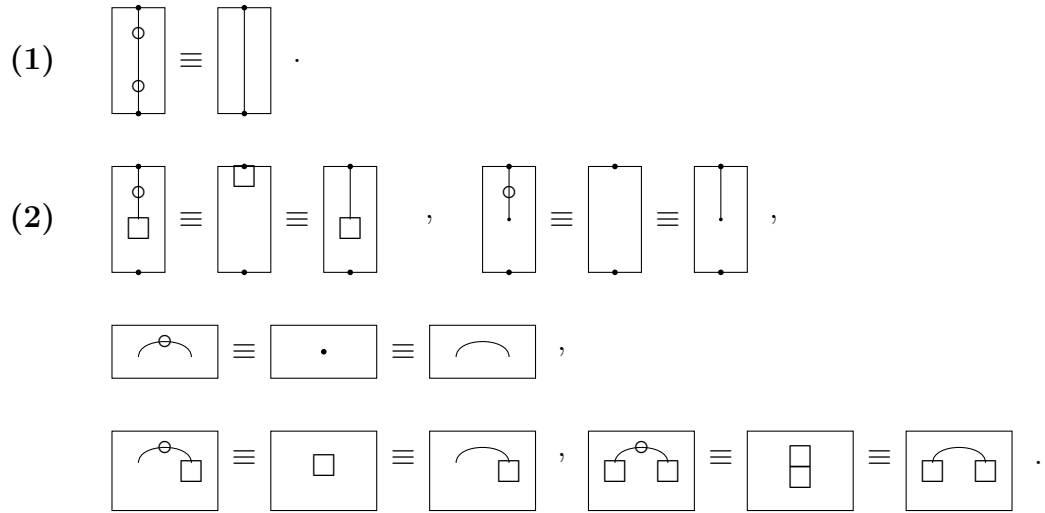 (1) ≡ .
(2) ≡ ≡ , ≡ ≡ ,
≡ ≡ ,
≡ ≡ , ≡ ≡ .